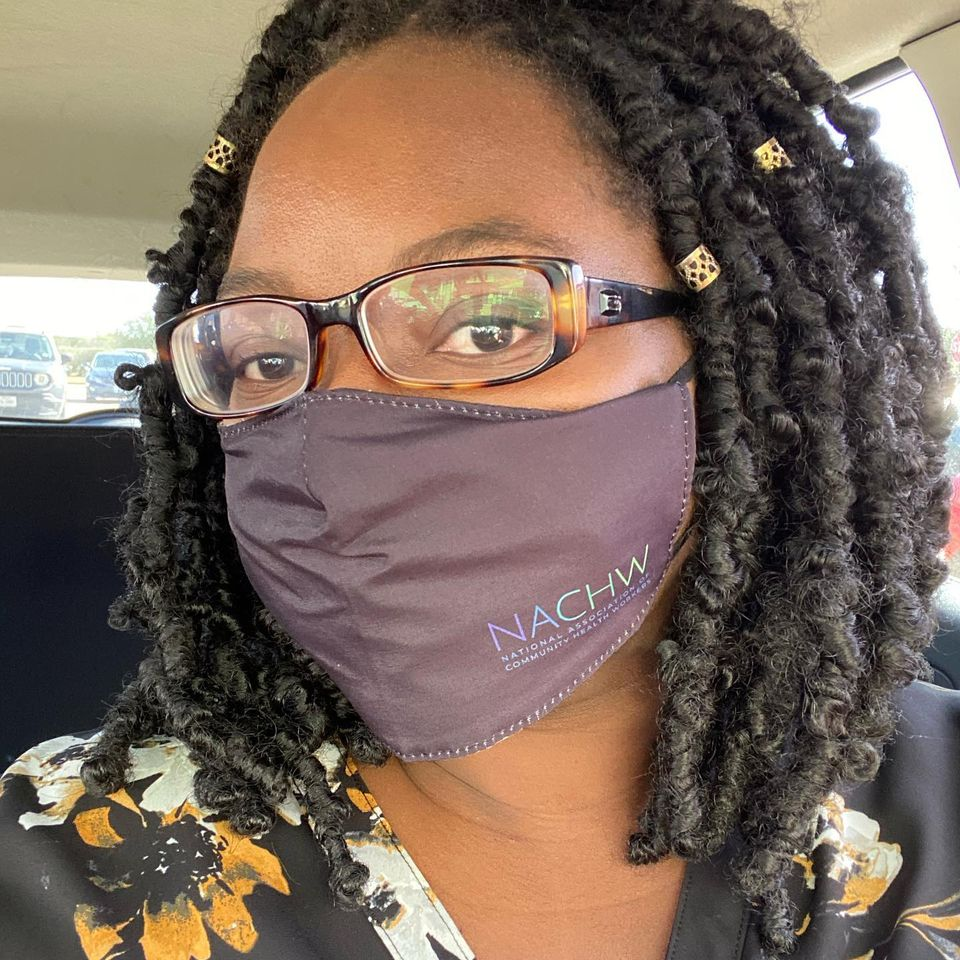 NACHW
NATIONAL ASSOCIATION OF
COMMUNITY HEALTH WORKERS